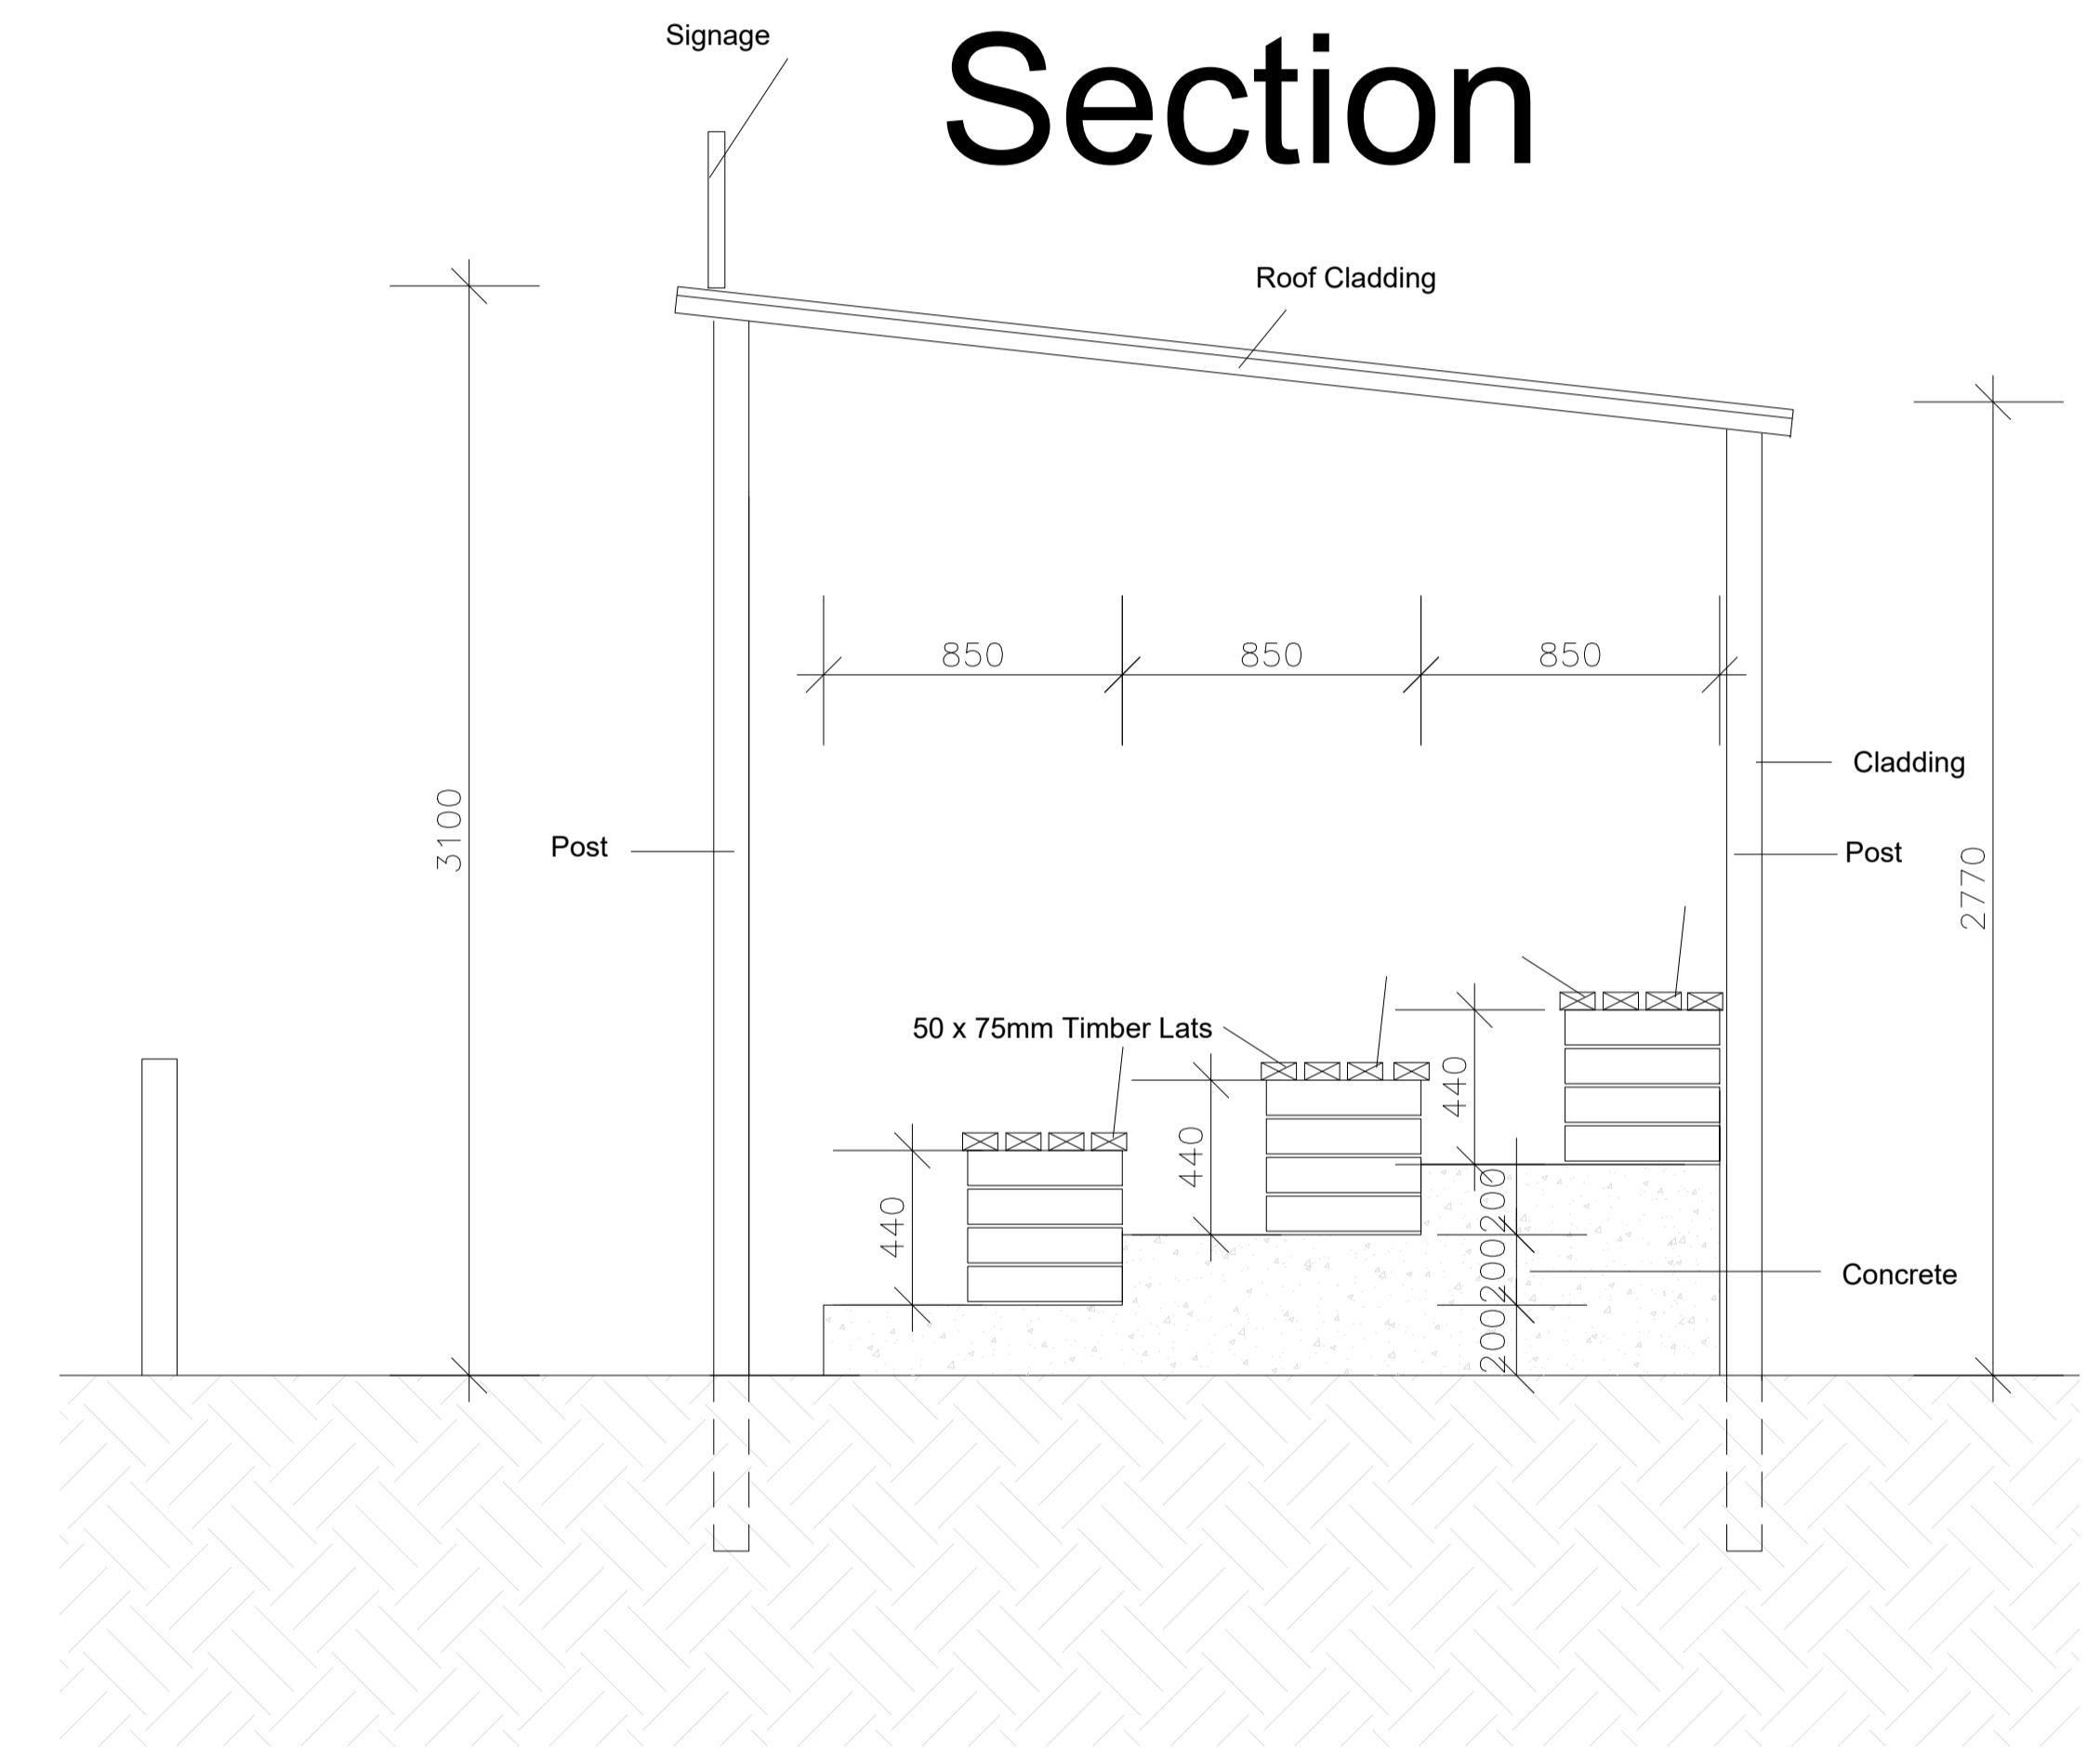 Signage
Section
Roof Cladding
850
850
850
Cladding
3100
Post
Post
2770
50 x 75mm Timber Lats
440
440
440
200
200
200
Concrete